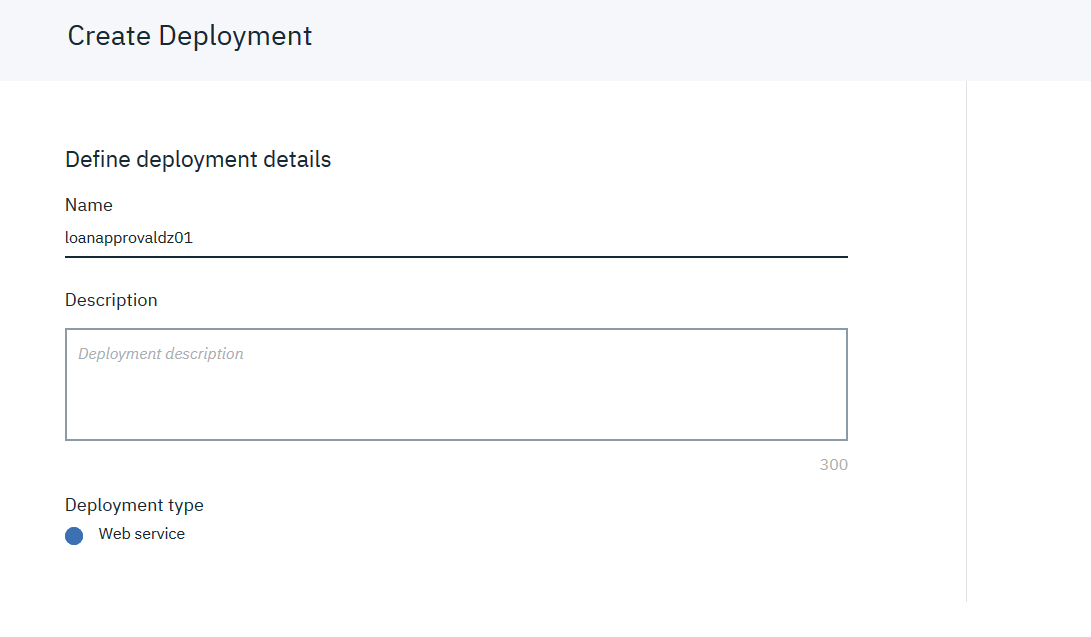 Create Deployment
Define deployment details
Name
loanapprovaldz01
Description
Deployment description
300
Deployment type
Web service